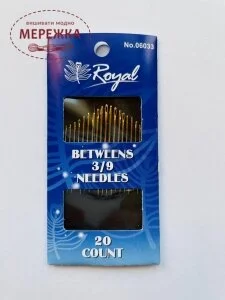 вишивати модно
МЕРЕЖКА
No.06033
Royal
BETWEENS
3/9
NEEDLES
20
COUNT